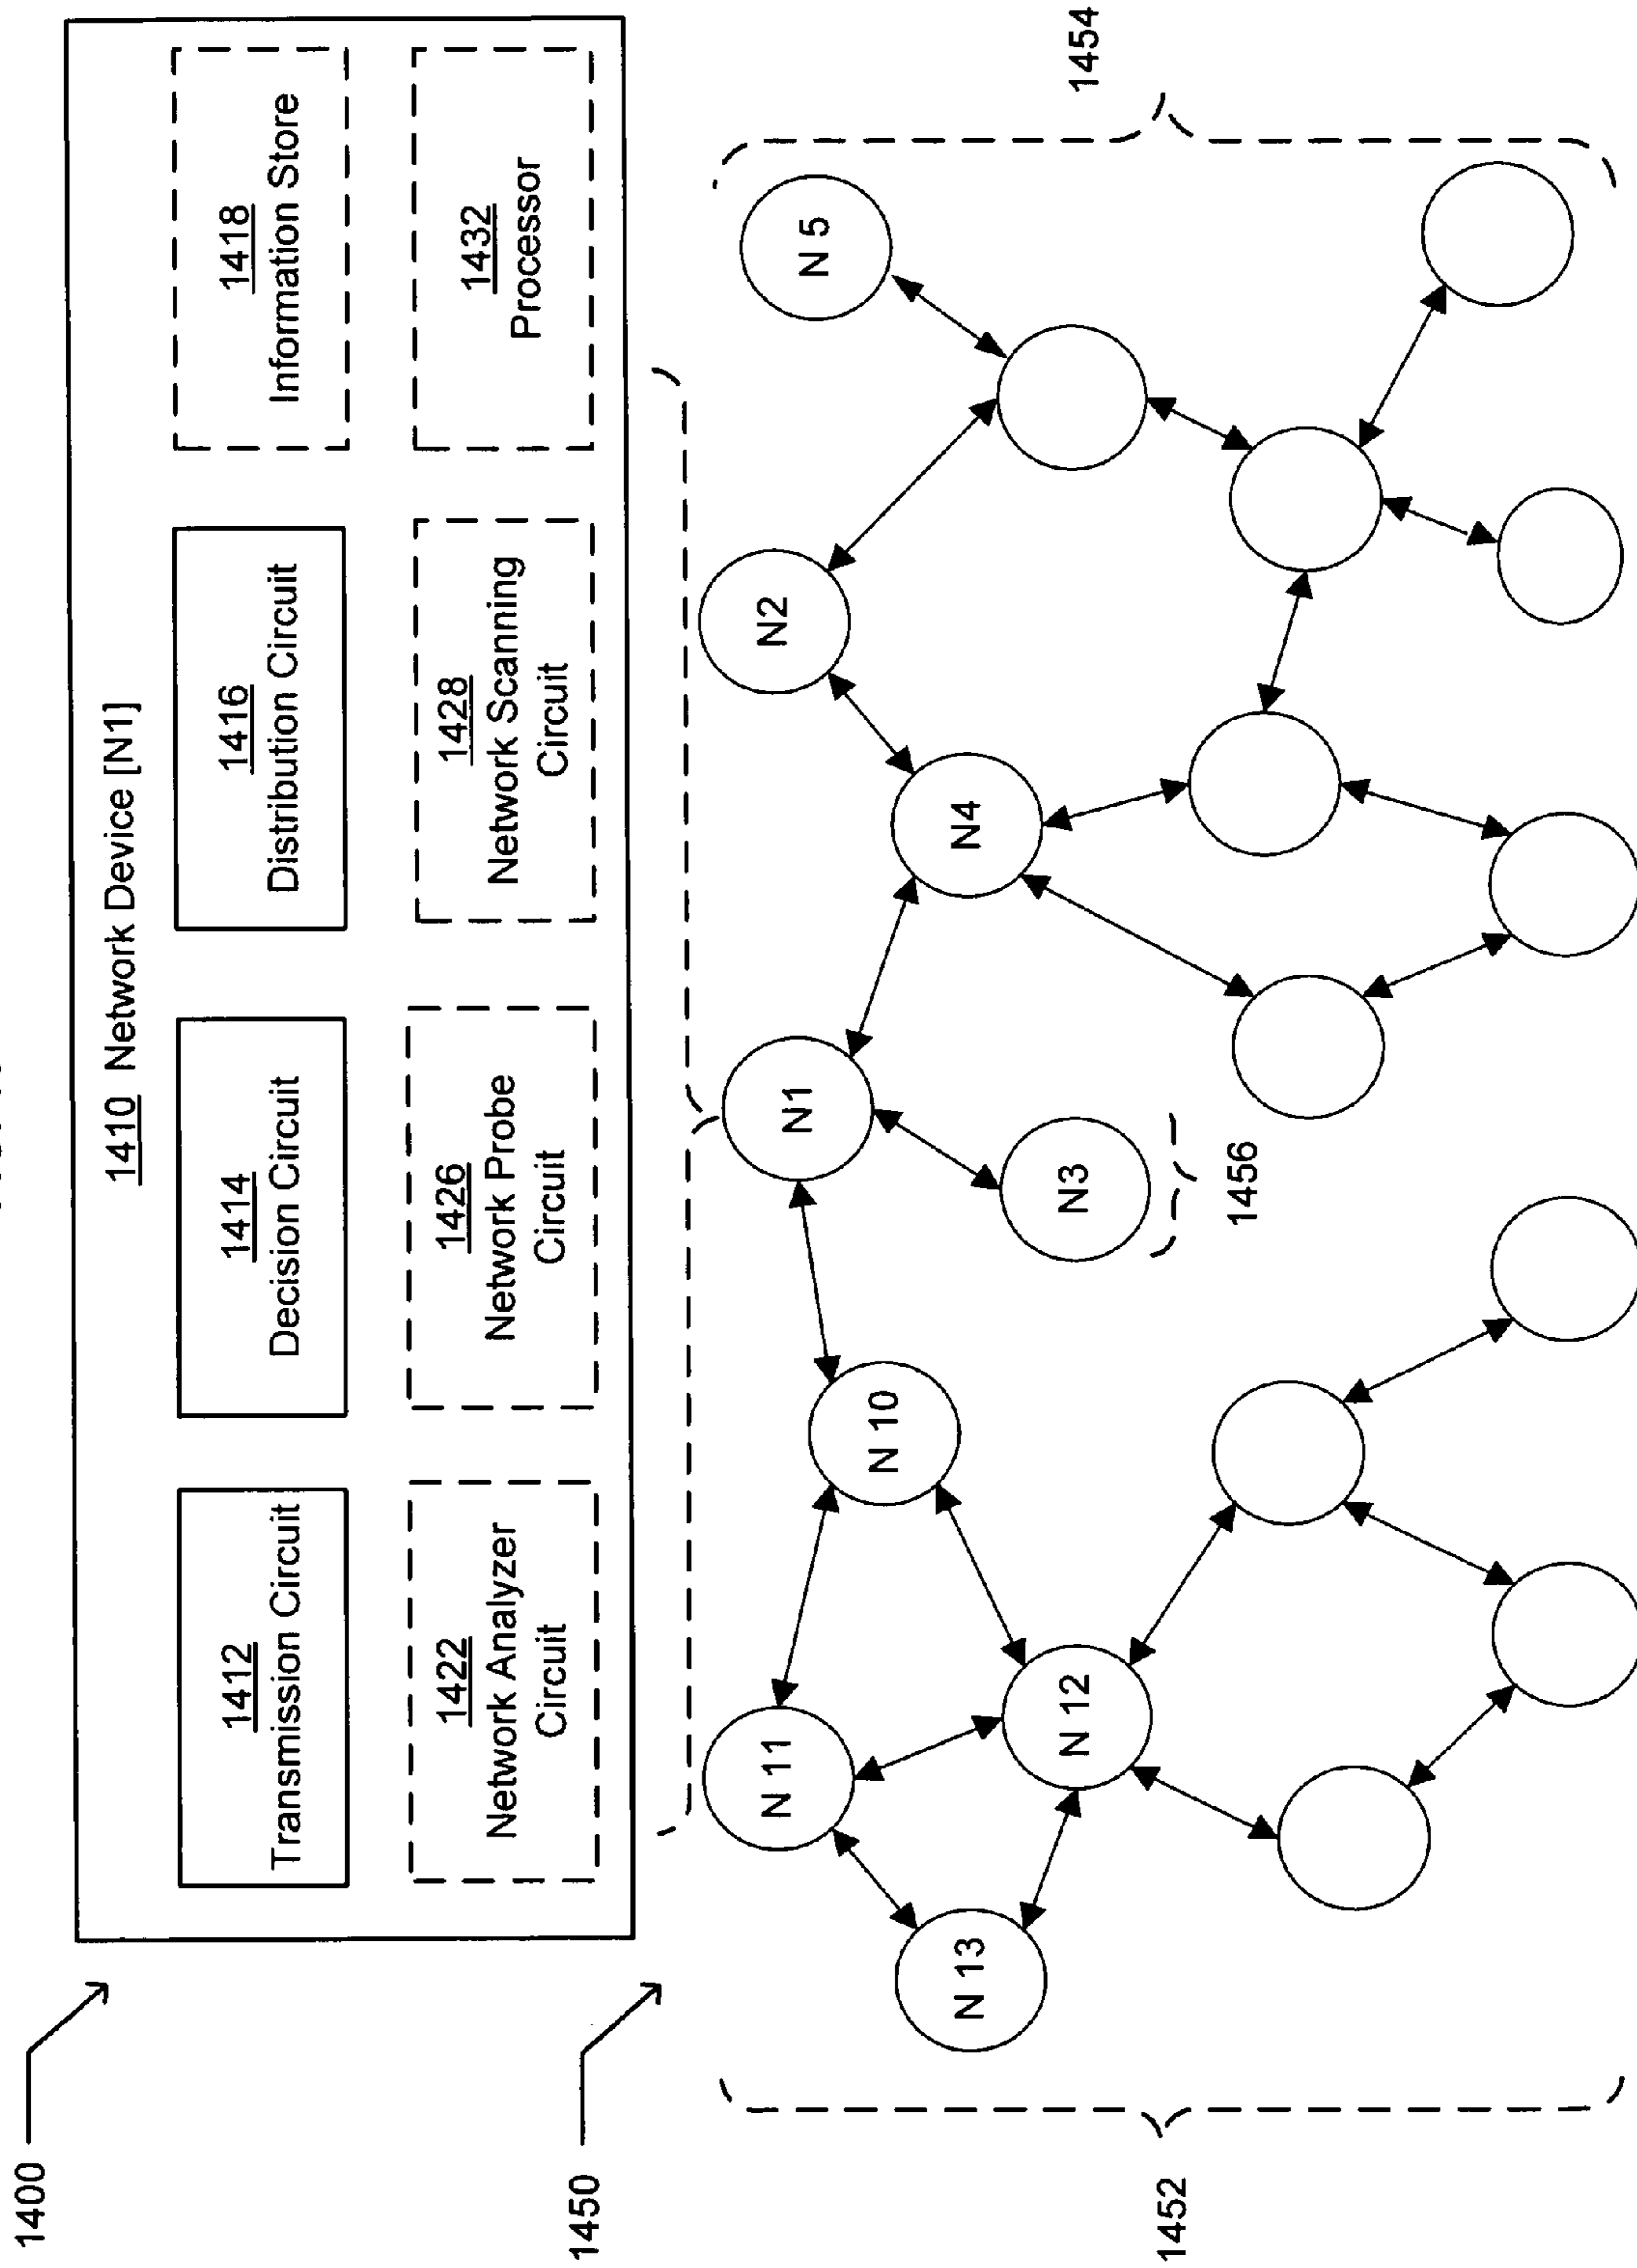 1400
1410 Network Device [N1]
1412
Transmission Circuit
1414
Decision Circuit
1416
Distribution Circuit
1418
Information Store
1422
Network Analyzer
Circuit
1426
Network Probe
Circuit
1428
Network Scanning
Circuit
1432
Processor
1450
N 11
N1
N2
N 5
N 10
N 13
N4
N 12
N3
1452
1456
1454